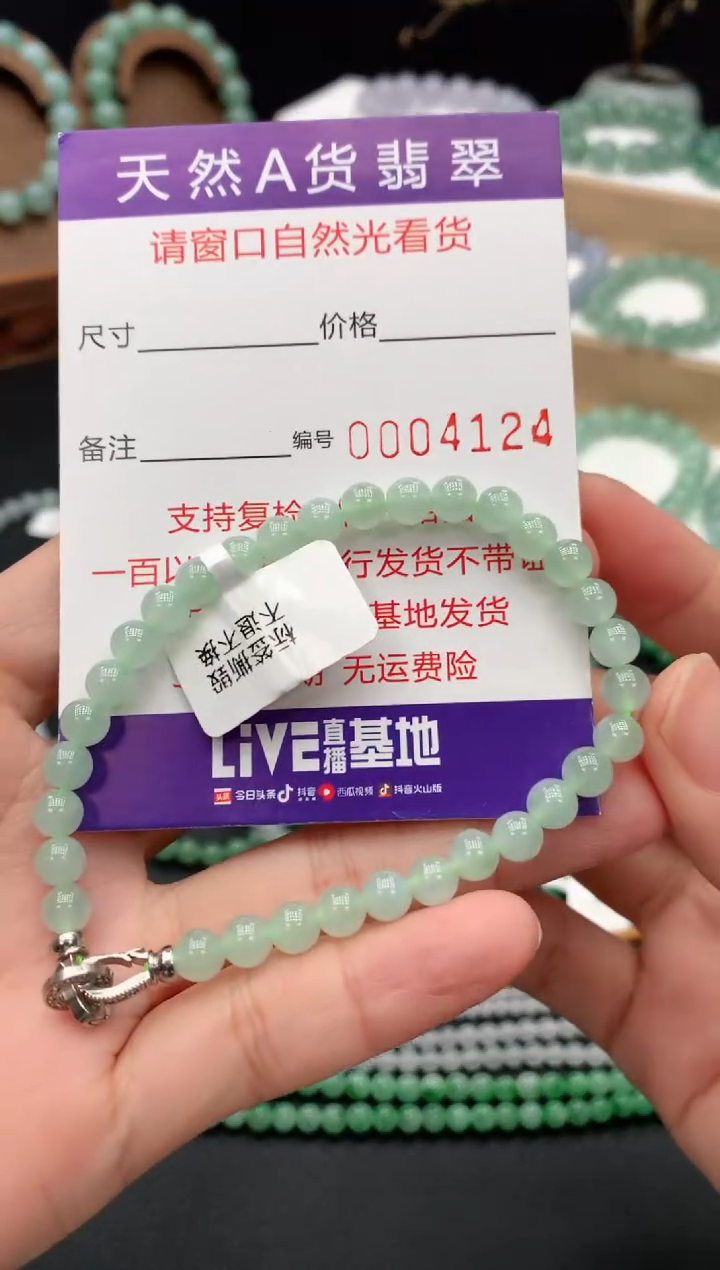 天然A货翡翠
请窗口自然光看货
尺寸 价格
备注 编号 0004124
支持复检
一百以 行发货不带证
基地发货
无运费险
标签撕毁
不退不换
LiVE直播基地
头条 今日头条 抖音 西瓜视频 抖音火山版